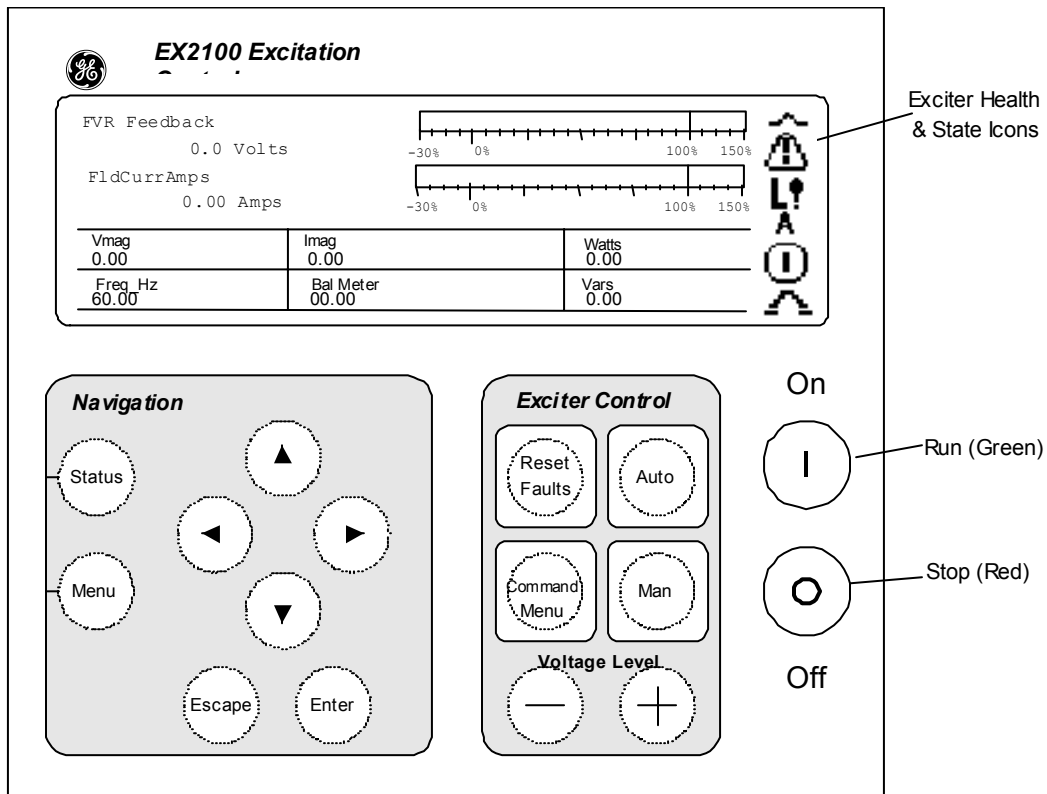 EX2100 Excitation
FVR Feedback
0.0 Volts
-30% 0% 100% 150%
FldCurrAmps
0.00 Amps
-30% 0% 100% 150%
Vmag
0.00
Imag
0.00
Watts
0.00
Freq_Hz
60.00
Bal Meter
00.00
Vars
0.00
L!
A
Exciter Health
& State Icons
Navigation
Status
Menu
Escape
Enter
Exciter Control
Reset
Faults
Auto
Command
Menu
Man
Voltage Level
On
Run (Green)
Stop (Red)
Off